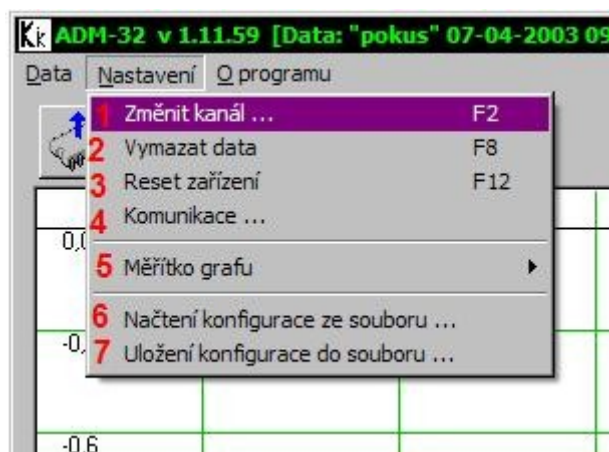 Kk ADM-32 v 1.11.59 [Data: "pokus" 07-04-2003 09
Data Nastavení O programu
1 Změnit kanál ... F2
2 Vymazat data F8
3 Reset zařízení F12
4 Komunikace ...
0,0
5 Měřítko grafu
6 Načtení konfigurace ze souboru ...
-0,
7 Uložení konfigurace do souboru ...
-0,6